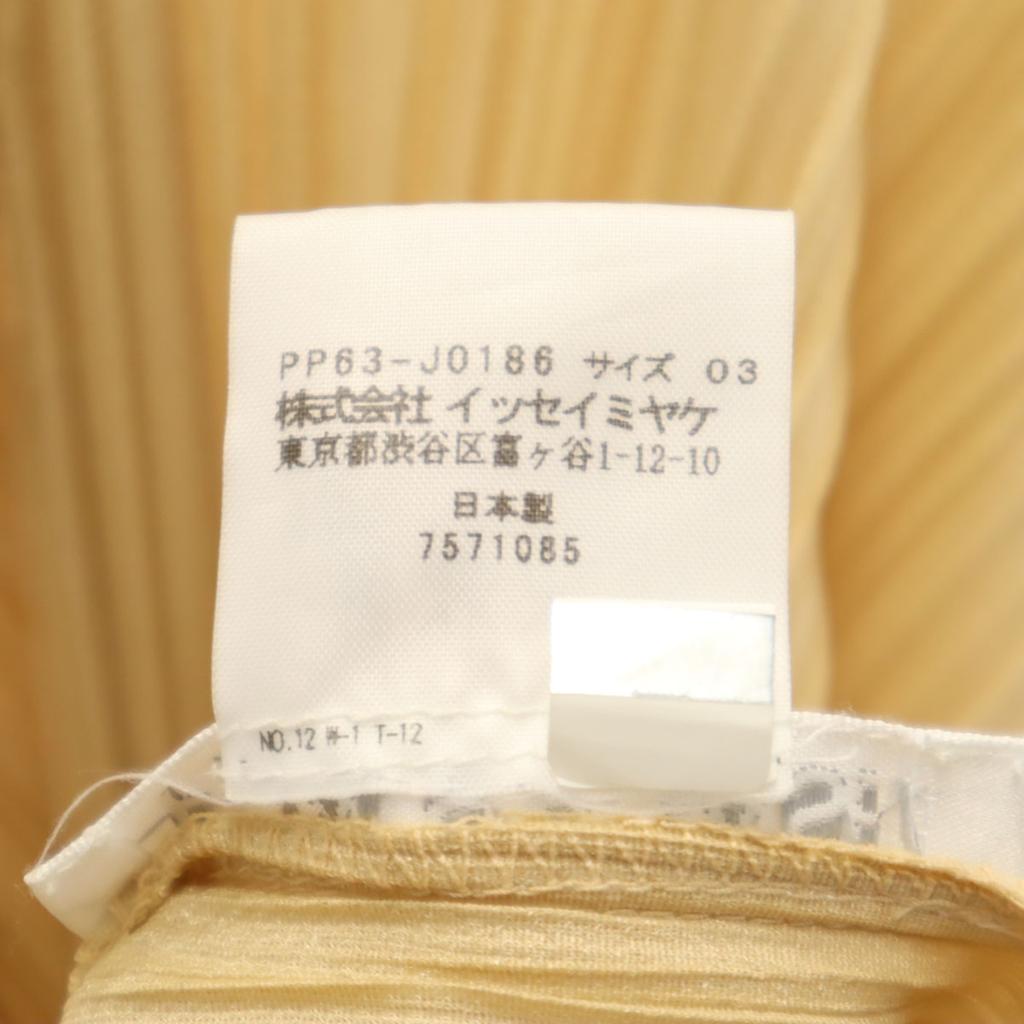 PP63-J0186 サイズ 03
株式会社 イッセイミヤケ
東京都渋谷区富ヶ谷1-12-10
日本製
7571085
NO.12 W-1 T-12